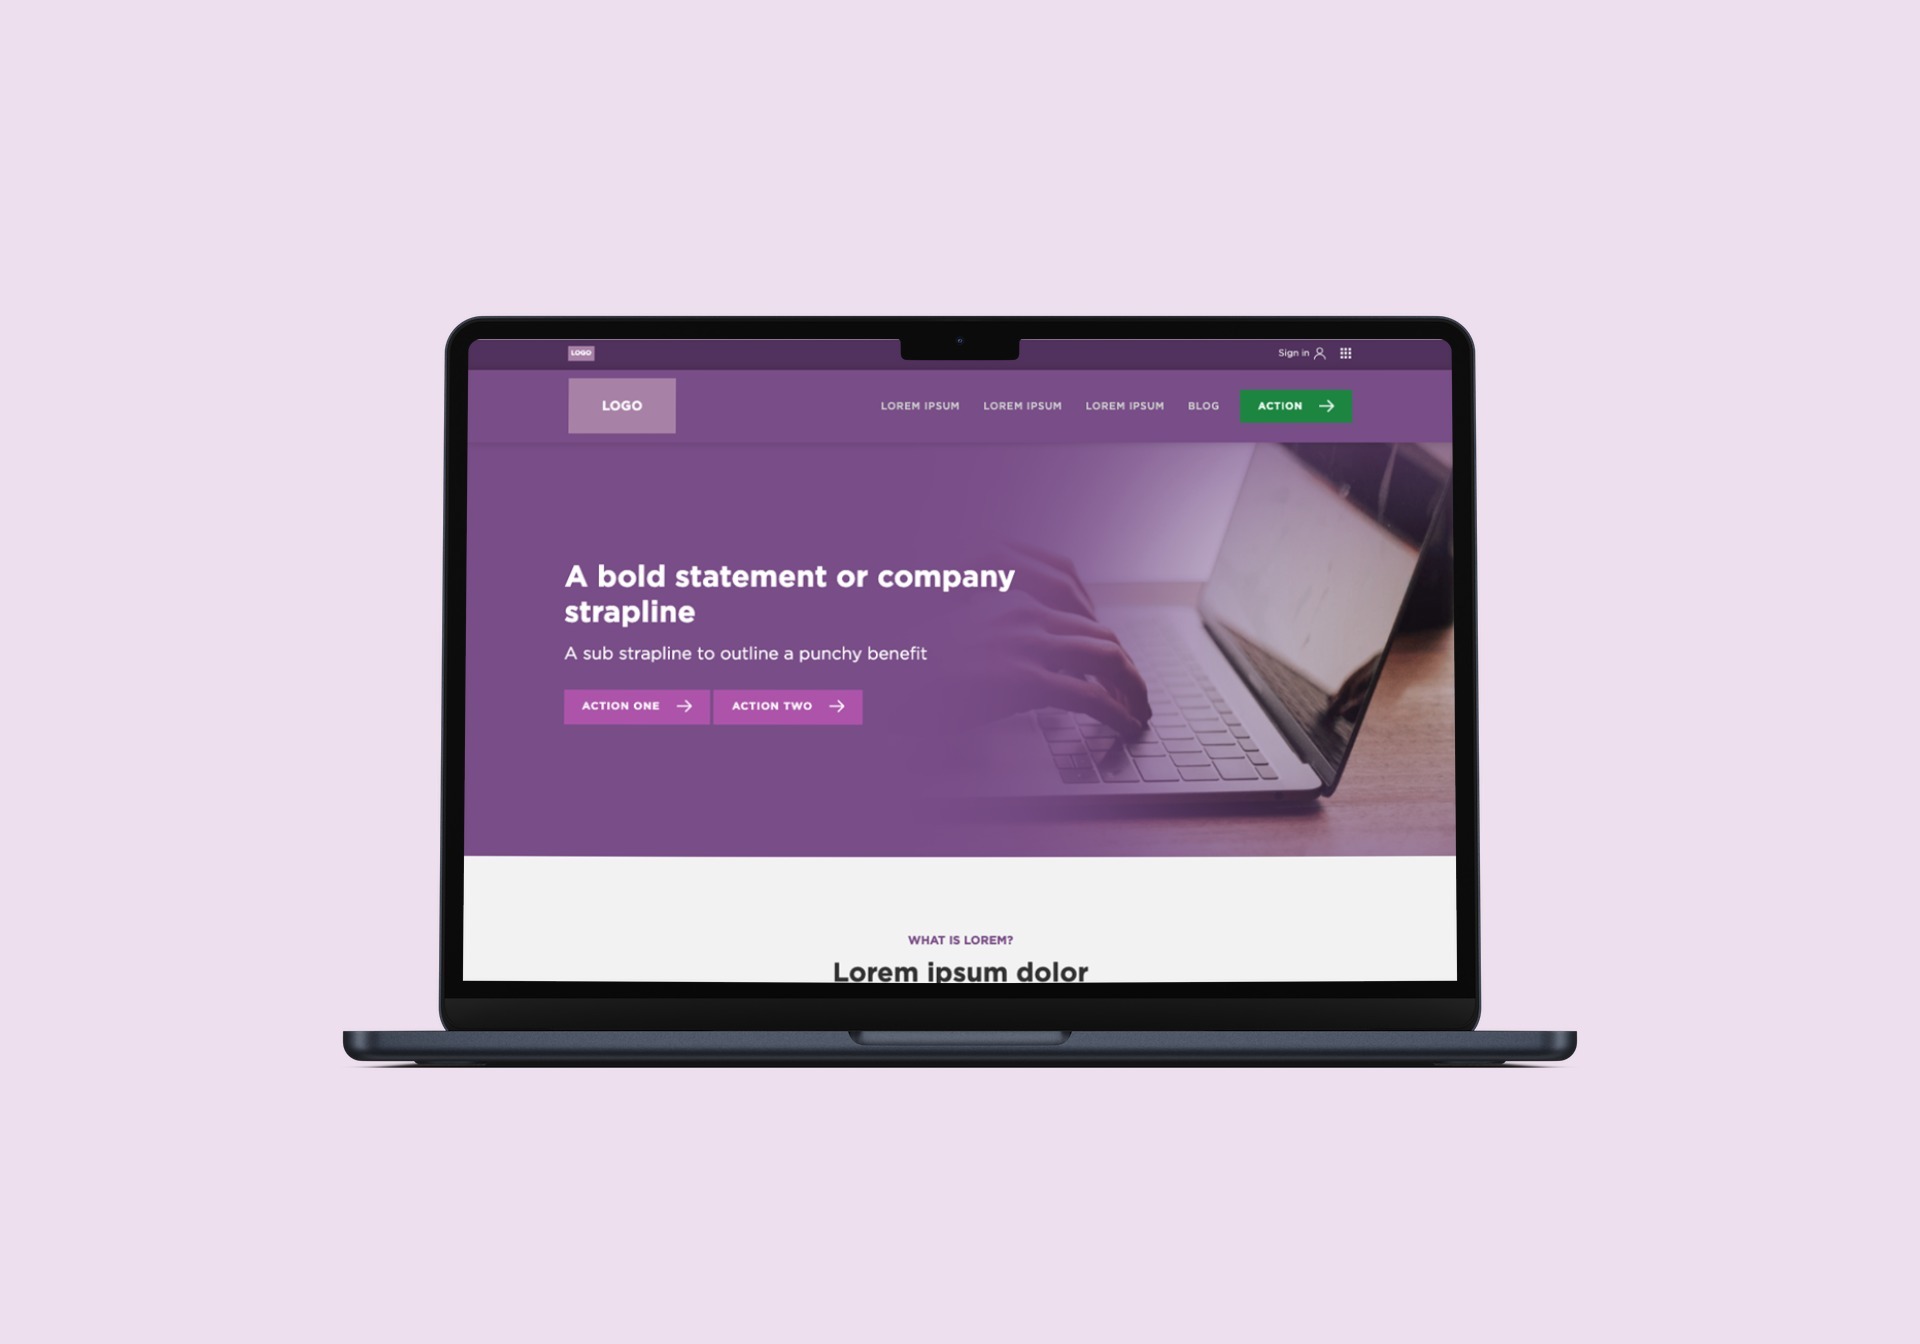 LOGO
Sign in
LOGO
LOREM IPSUM
LOREM IPSUM
LOREM IPSUM
BLOG
ACTION
A bold statement or company
strapline
A sub strapline to outline a punchy benefit
ACTION ONE
ACTION TWO
WHAT IS LOREM?
Lorem ipsum dolor